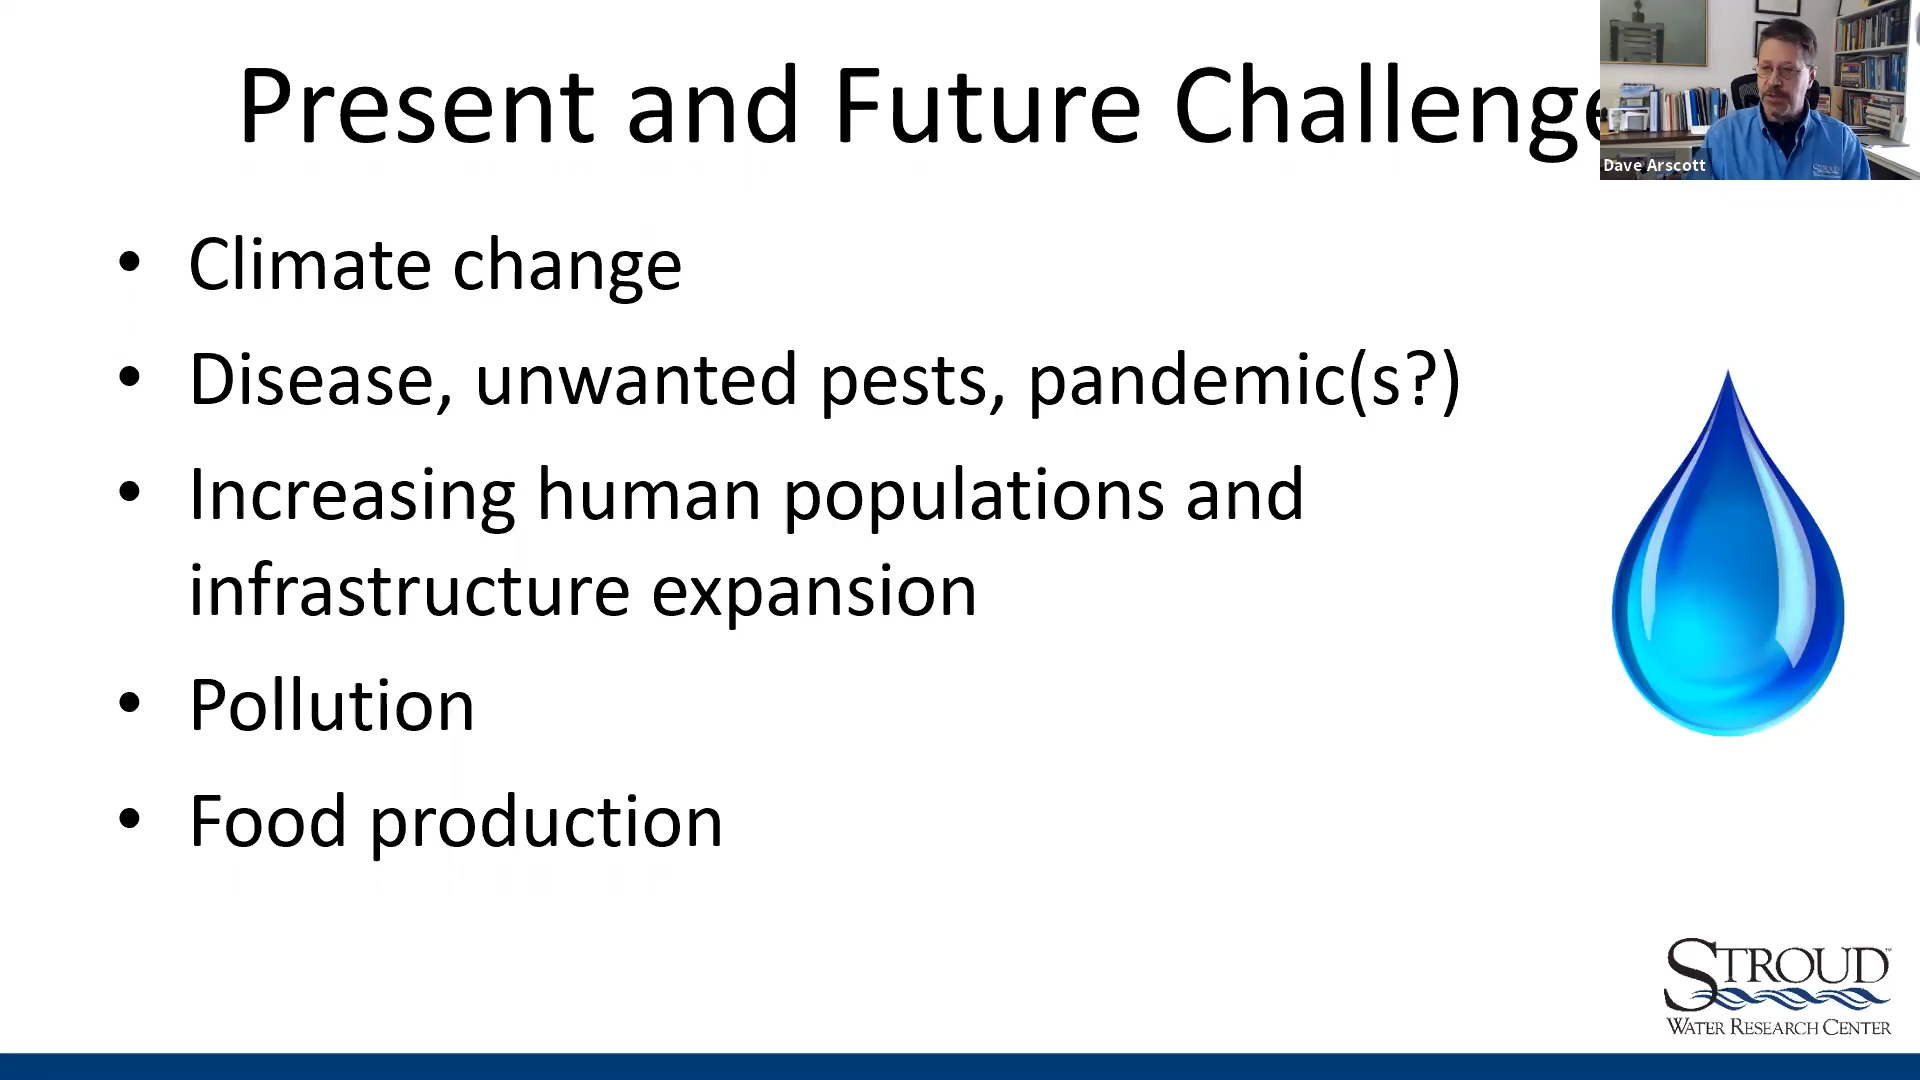 Present and Future Challenge
Dave Arscott
• Climate change
• Disease, unwanted pests, pandemic(s?)
• Increasing human populations and
infrastructure expansion
• Pollution
• Food production
STROUD™
WATER RESEARCH CENTER